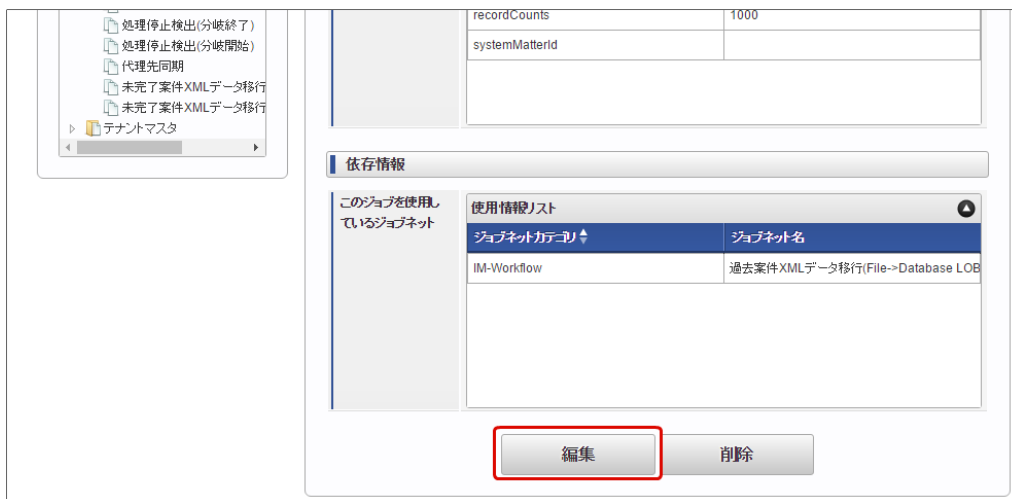 処理停止検出(分岐終了)
処理停止検出(分岐開始)
代理先同期
未完了案件XMLデータ移行
未完了案件XMLデータ移行
テナントマスタ
recordCounts 1000
systemMatterId
依存情報
このジョブを使用し
ているジョブネット
使用情報リスト
ジョブネットカテゴリ ジョブネット名
IM-Workflow 過去案件XMLデータ移行(File->Database LOB
編集 削除